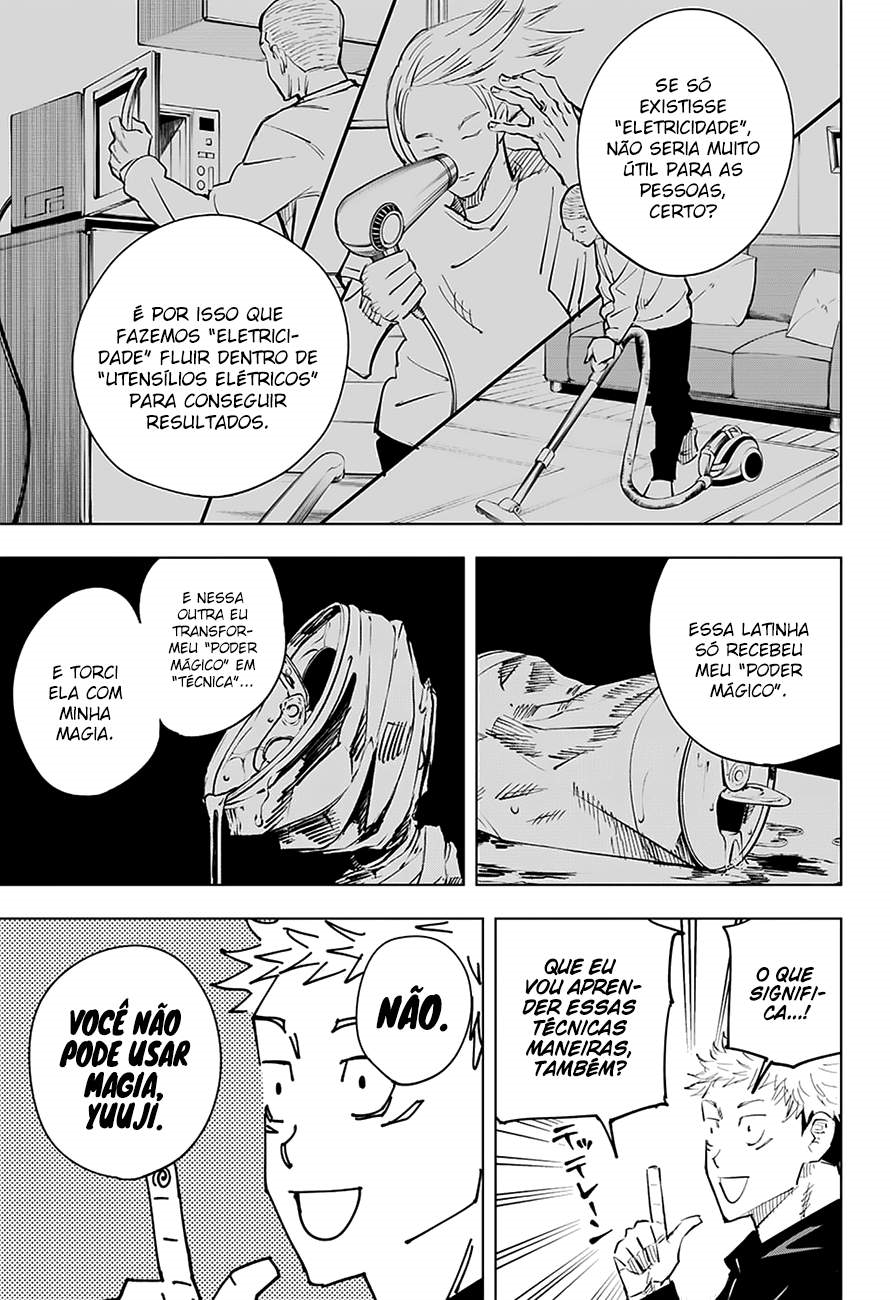 SE SÓ
EXISTISSE
"ELETRICIDADE",
NÃO SERIA MUITO
ÚTIL PARA AS
PESSOAS,
CERTO?
É POR ISSO QUE
FAZEMOS "ELETRICI-
DADE" FLUIR DENTRO DE
"UTENSÍLIOS ELÉTRICOS"
PARA CONSEGUIR
RESULTADOS.
ESSA LATINHA
SÓ RECEBEU
MEU "PODER
MÁGICO".
E NESSA
OUTRA EU
TRANSFOR-
MEU "PODER
MÁGICO" EM
"TÉCNICA"...
E TORCI
ELA COM
MINHA
MAGIA.
O QUE
SIGNIFI-
CA...!
QUE EU
VOU APREN-
DER ESSAS
TÉCNICAS
MANEIRAS,
TAMBÉM?
NÃO.
VOCÊ NÃO
PODE USAR
MAGIA,
YUUJI.